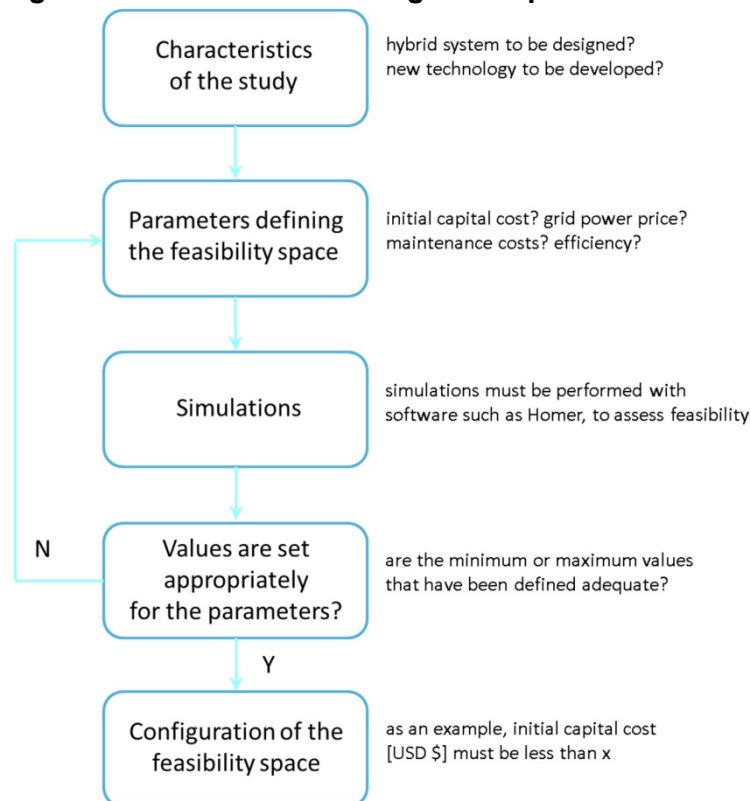 Characteristics
of the study
hybrid system to be designed?
new technology to be developed?
Parameters defining
the feasibility space
initial capital cost? grid power price?
maintenance costs? efficiency?
Simulations
simulations must be performed with
software such as Homer, to assess feasibility
N
Values are set
appropriately
for the parameters?
are the minimum or maximum values
that have been defined adequate?
Y
Configuration of the
feasibility space
as an example, initial capital cost
[USD $] must be less than x